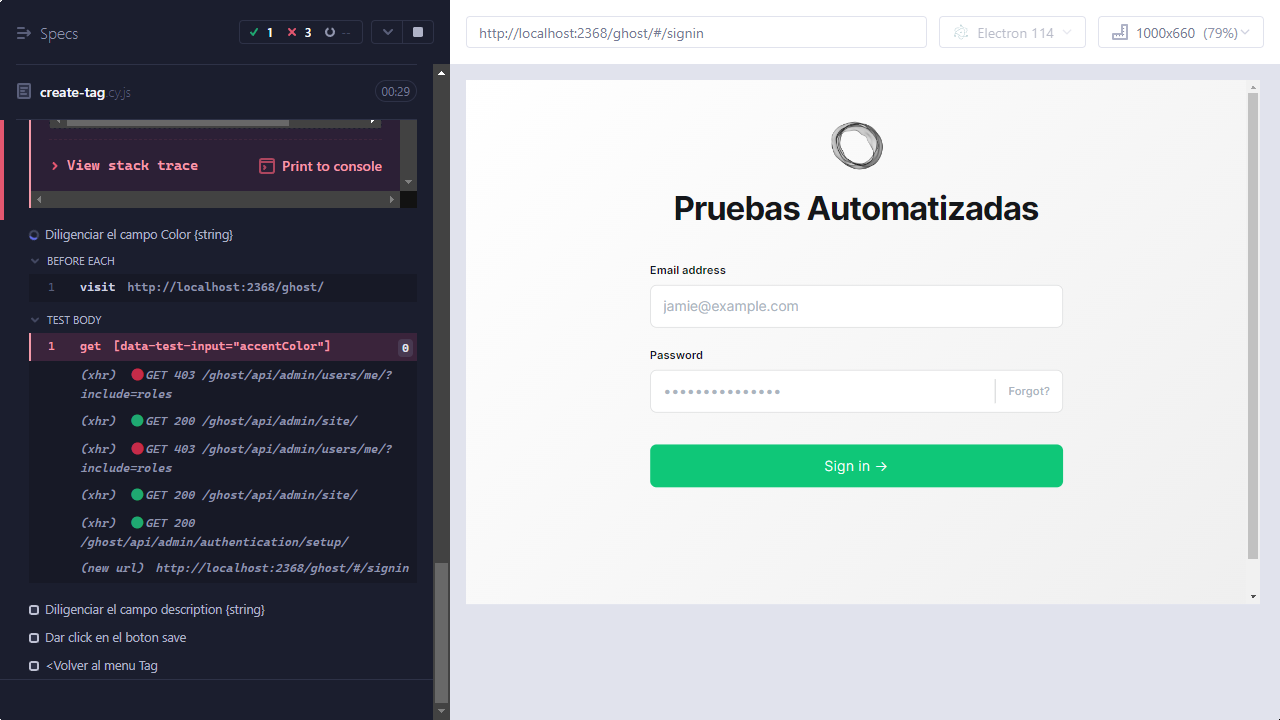 Specs
1
3
--
http://localhost:2368/ghost/#/signin
Electron 114
1000x660 (79%)
create-tag.cy.js
00:29
View stack trace
Print to console
Diligenciar el campo Color {string}
BEFORE EACH
1 visit http://localhost:2368/ghost/
TEST BODY
1 get [data-test-input="accentColor"] 0
(xhr) GET 403 /ghost/api/admin/users/me/?
include=roles
(xhr) GET 200 /ghost/api/admin/site/
(xhr) GET 403 /ghost/api/admin/users/me/?
include=roles
(xhr) GET 200 /ghost/api/admin/site/
(xhr) GET 200
/ghost/api/admin/authentication/setup/
(new url) http://localhost:2368/ghost/#/signin
Diligenciar el campo description {string}
Dar click en el boton save
<Volver al menu Tag
Pruebas Automatizadas
Email address
jamie@example.com
Password
•••••••••••••••
Forgot?
Sign in →